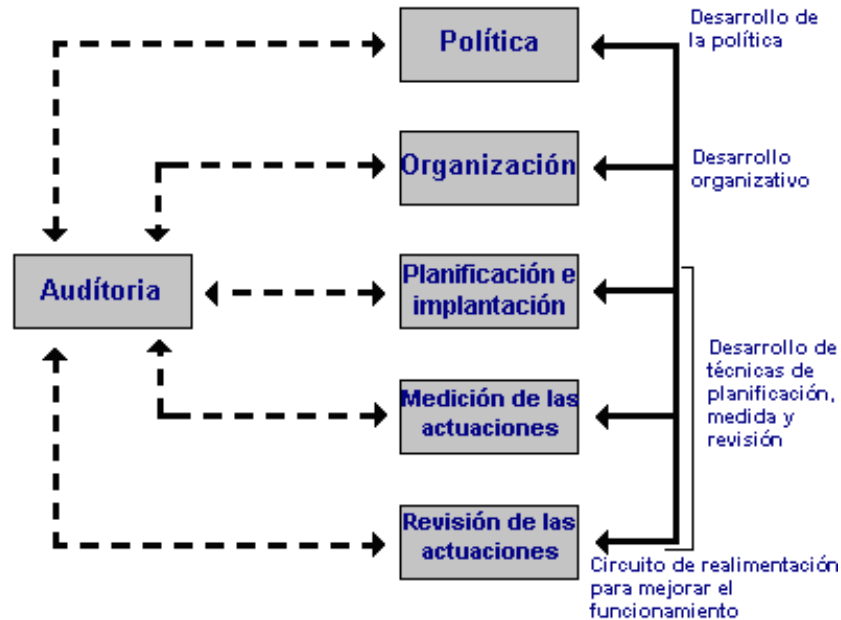 Política
Desarrollo de
la política
Organización
Desarrollo
organizativo
Audítoria
Planificación e
implantación
Desarrollo de
técnicas de
planificación,
medida y
revisión
Medición de las
actuaciones
Revisión de las
actuaciones
Circuito de realimentación
para mejorar el
funcionamiento